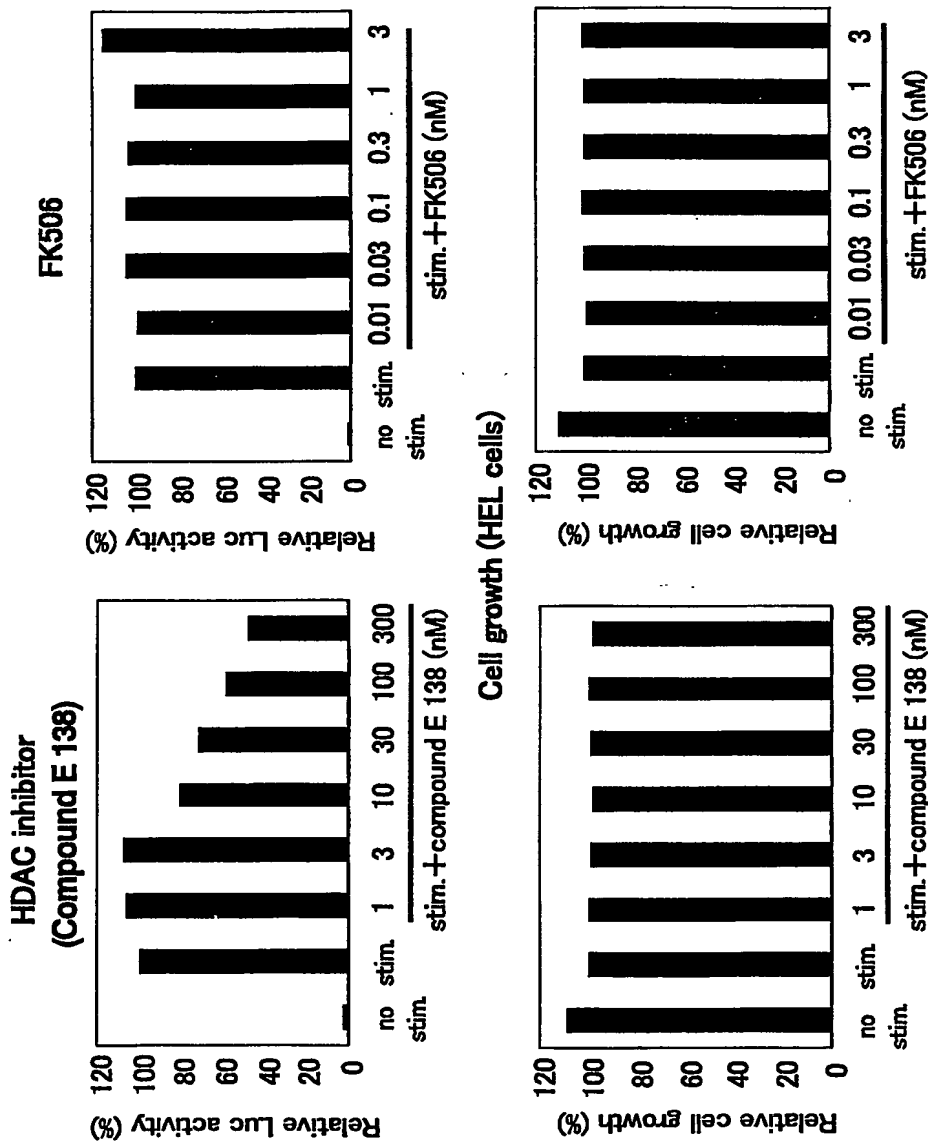 HDAC inhibitor
(Compound E 138)
Relative Luc activity (%)
120
100
80
60
40
20
0
no
stim.
stim.
1
3
10
30
100
300
stim.+compound E 138 (nM)
FK506
Relative Luc activity (%)
120
100
80
60
40
20
0
no
stim.
stim.
0.01
0.03
0.1
0.3
1
3
stim.+FK506 (nM)
Cell growth (HEL cells)
Relative cell growth (%)
120
100
80
60
40
20
0
no
stim.
stim.
1
3
10
30
100
300
stim.+compound E 138 (nM)
Relative cell growth (%)
120
100
80
60
40
20
0
no
stim.
stim.
0.01
0.03
0.1
0.3
1
3
stim.+FK506 (nM)